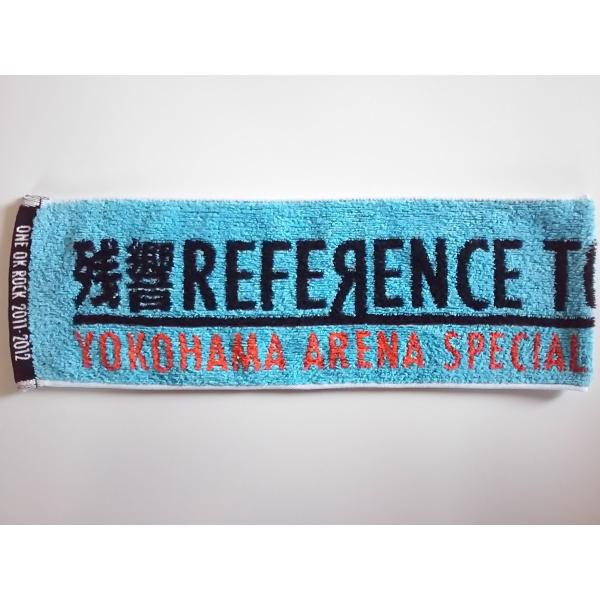 残響REFEЯENCE TO
YOKOHAMA ARENA SPECIAL
ONE OK ROCK 2011-2012